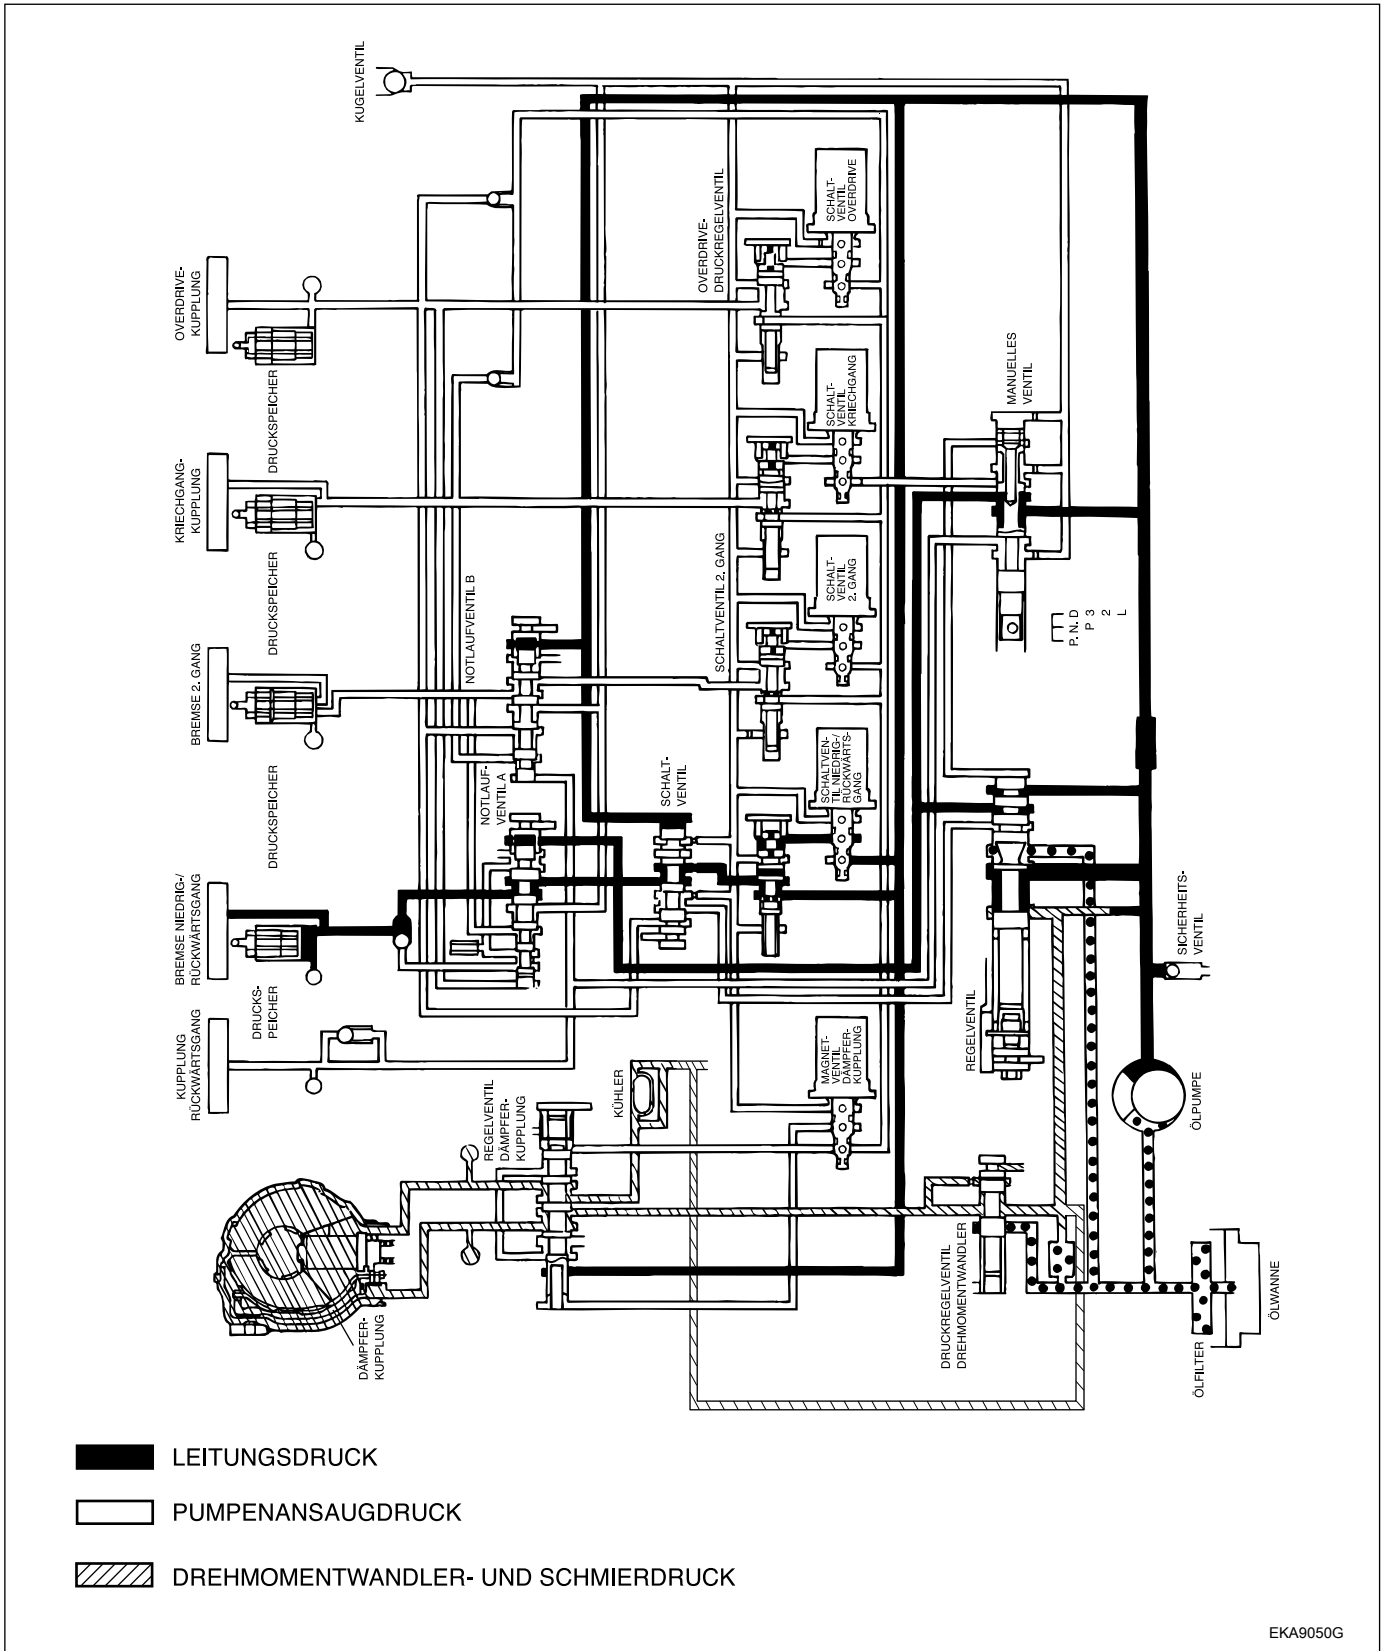 KUGELVENTIL
OVERDRIVE-
KUPPLUNG
DRUCKSPEICHER
KRIECHGANG-
KUPPLUNG
DRUCKSPEICHER
BREMSE 2. GANG
DRUCKSPEICHER
BREMSE NIEDRIG-/
RÜCKWÄRTSGANG
DRUCKS-
PEICHER
KUPPLUNG
RÜCKWÄRTSGANG
OVERDRIVE-
DRUCKREGELVENTIL
SCHALT-
VENTIL
OVERDRIVE
SCHALT-
VENTIL
KRIECHGANG
MANUELLES
VENTIL
NOTLAUFVENTIL B
SCHALTVENTIL 2. GANG
SCHALT-
VENTIL
2. GANG
P. N. D
P 3
2
L
NOTLAUF-
VENTIL A
SCHALT-
VENTIL
SCHALTVEN-
TIL NIEDRIG-/
RÜCKWÄRTS-
GANG
SICHERHEITS-
VENTIL
REGELVENTIL
MAGNET-
VENTIL
DÄMPFER-
KUPPLUNG
KÜHLER
REGELVENTIL
DÄMPFER-
KUPPLUNG
ÖLPUMPE
DÄMPFER-
KUPPLUNG
DRUCKREGELVENTIL
DREHMOMENTWANDLER
ÖLFILTER
ÖLWANNE
LEITUNGSDRUCK
PUMPENANSAUGDRUCK
DREHMOMENTWANDLER- UND SCHMIERDRUCK
EKA9050G